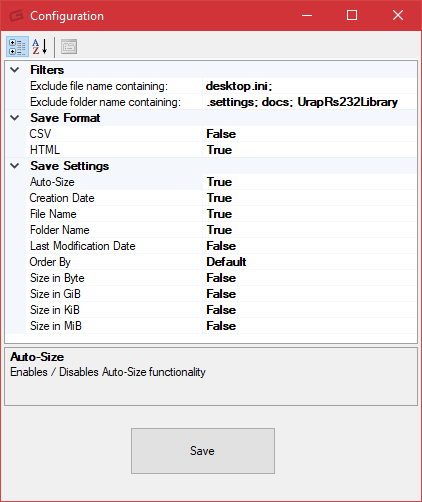 Configuration
Filters
Exclude file name containing: desktop.ini;
Exclude folder name containing: .settings; docs; UrapRs232Library
Save Format
CSV False
HTML True
Save Settings
Auto-Size True
Creation Date True
File Name True
Folder Name True
Last Modification Date False
Order By Default
Size in Byte False
Size in GiB False
Size in KiB False
Size in MiB False
Auto-Size
Enables / Disables Auto-Size functionality
Save